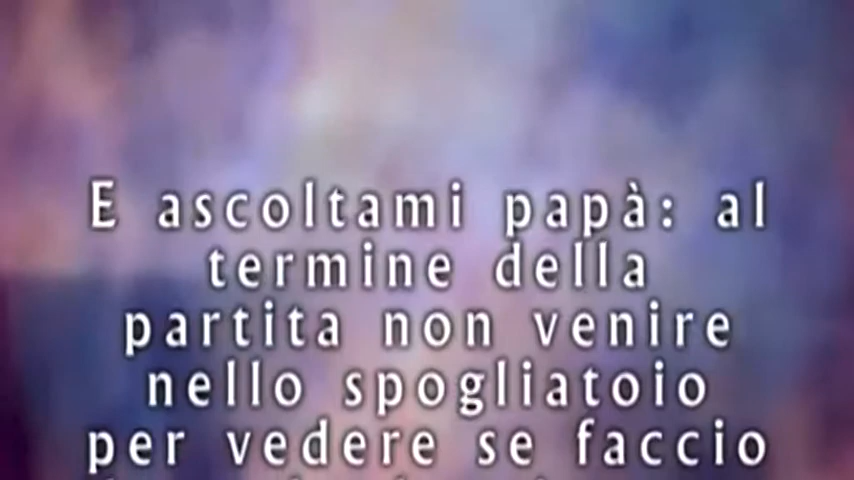 E ascoltami papà: al
termine della
partita non venire
nello spogliatoio
per vedere se faccio